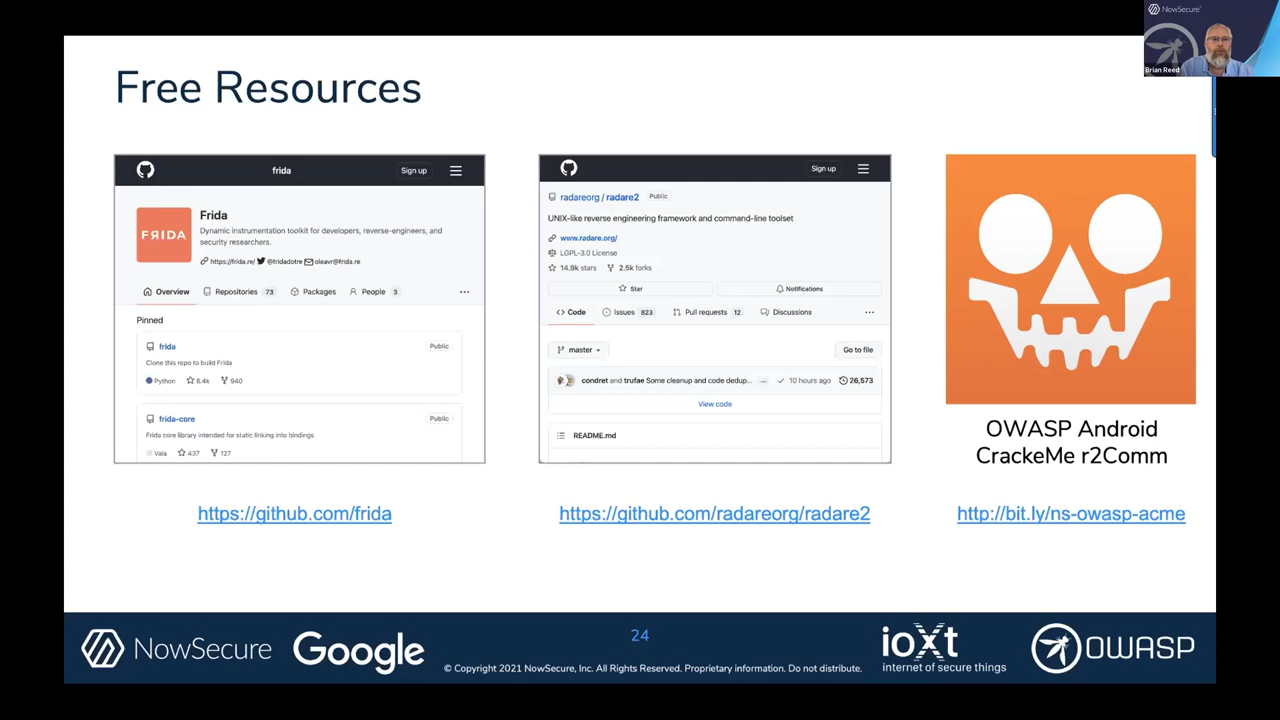 NowSecure
Brian Reed
Free Resources
frida
Sign up
FRIDA
Frida
Dynamic instrumentation toolkit for developers, reverse-engineers, and
security researchers.
https://frida.re/ @fridadotre oleavr@frida.re
Overview Repositories 73 Packages People 3 ...
Pinned
frida Public
Clone this repo to build Frida
Python 8.4k 940
frida-core Public
Frida core library intended for static linking into bindings
Vala 437 127
https://github.com/frida
Sign up
radareorg / radare2 Public
UNIX-like reverse engineering framework and command-line toolset
www.radare.org/
LGPL-3.0 License
14.9k stars 2.5k forks
Star Notifications
Code Issues 823 Pull requests 12 Discussions ...
master Go to file
condret and trufae Some cleanup and code dedup... ... 10 hours ago 26,573
View code
README.md
https://github.com/radareorg/radare2
OWASP Android
CrackeMe r2Comm
http://bit.ly/ns-owasp-acme
NowSecure Google
24
© Copyright 2021 NowSecure, Inc. All Rights Reserved. Proprietary information. Do not distribute.
ioXt
internet of secure things
OWASP